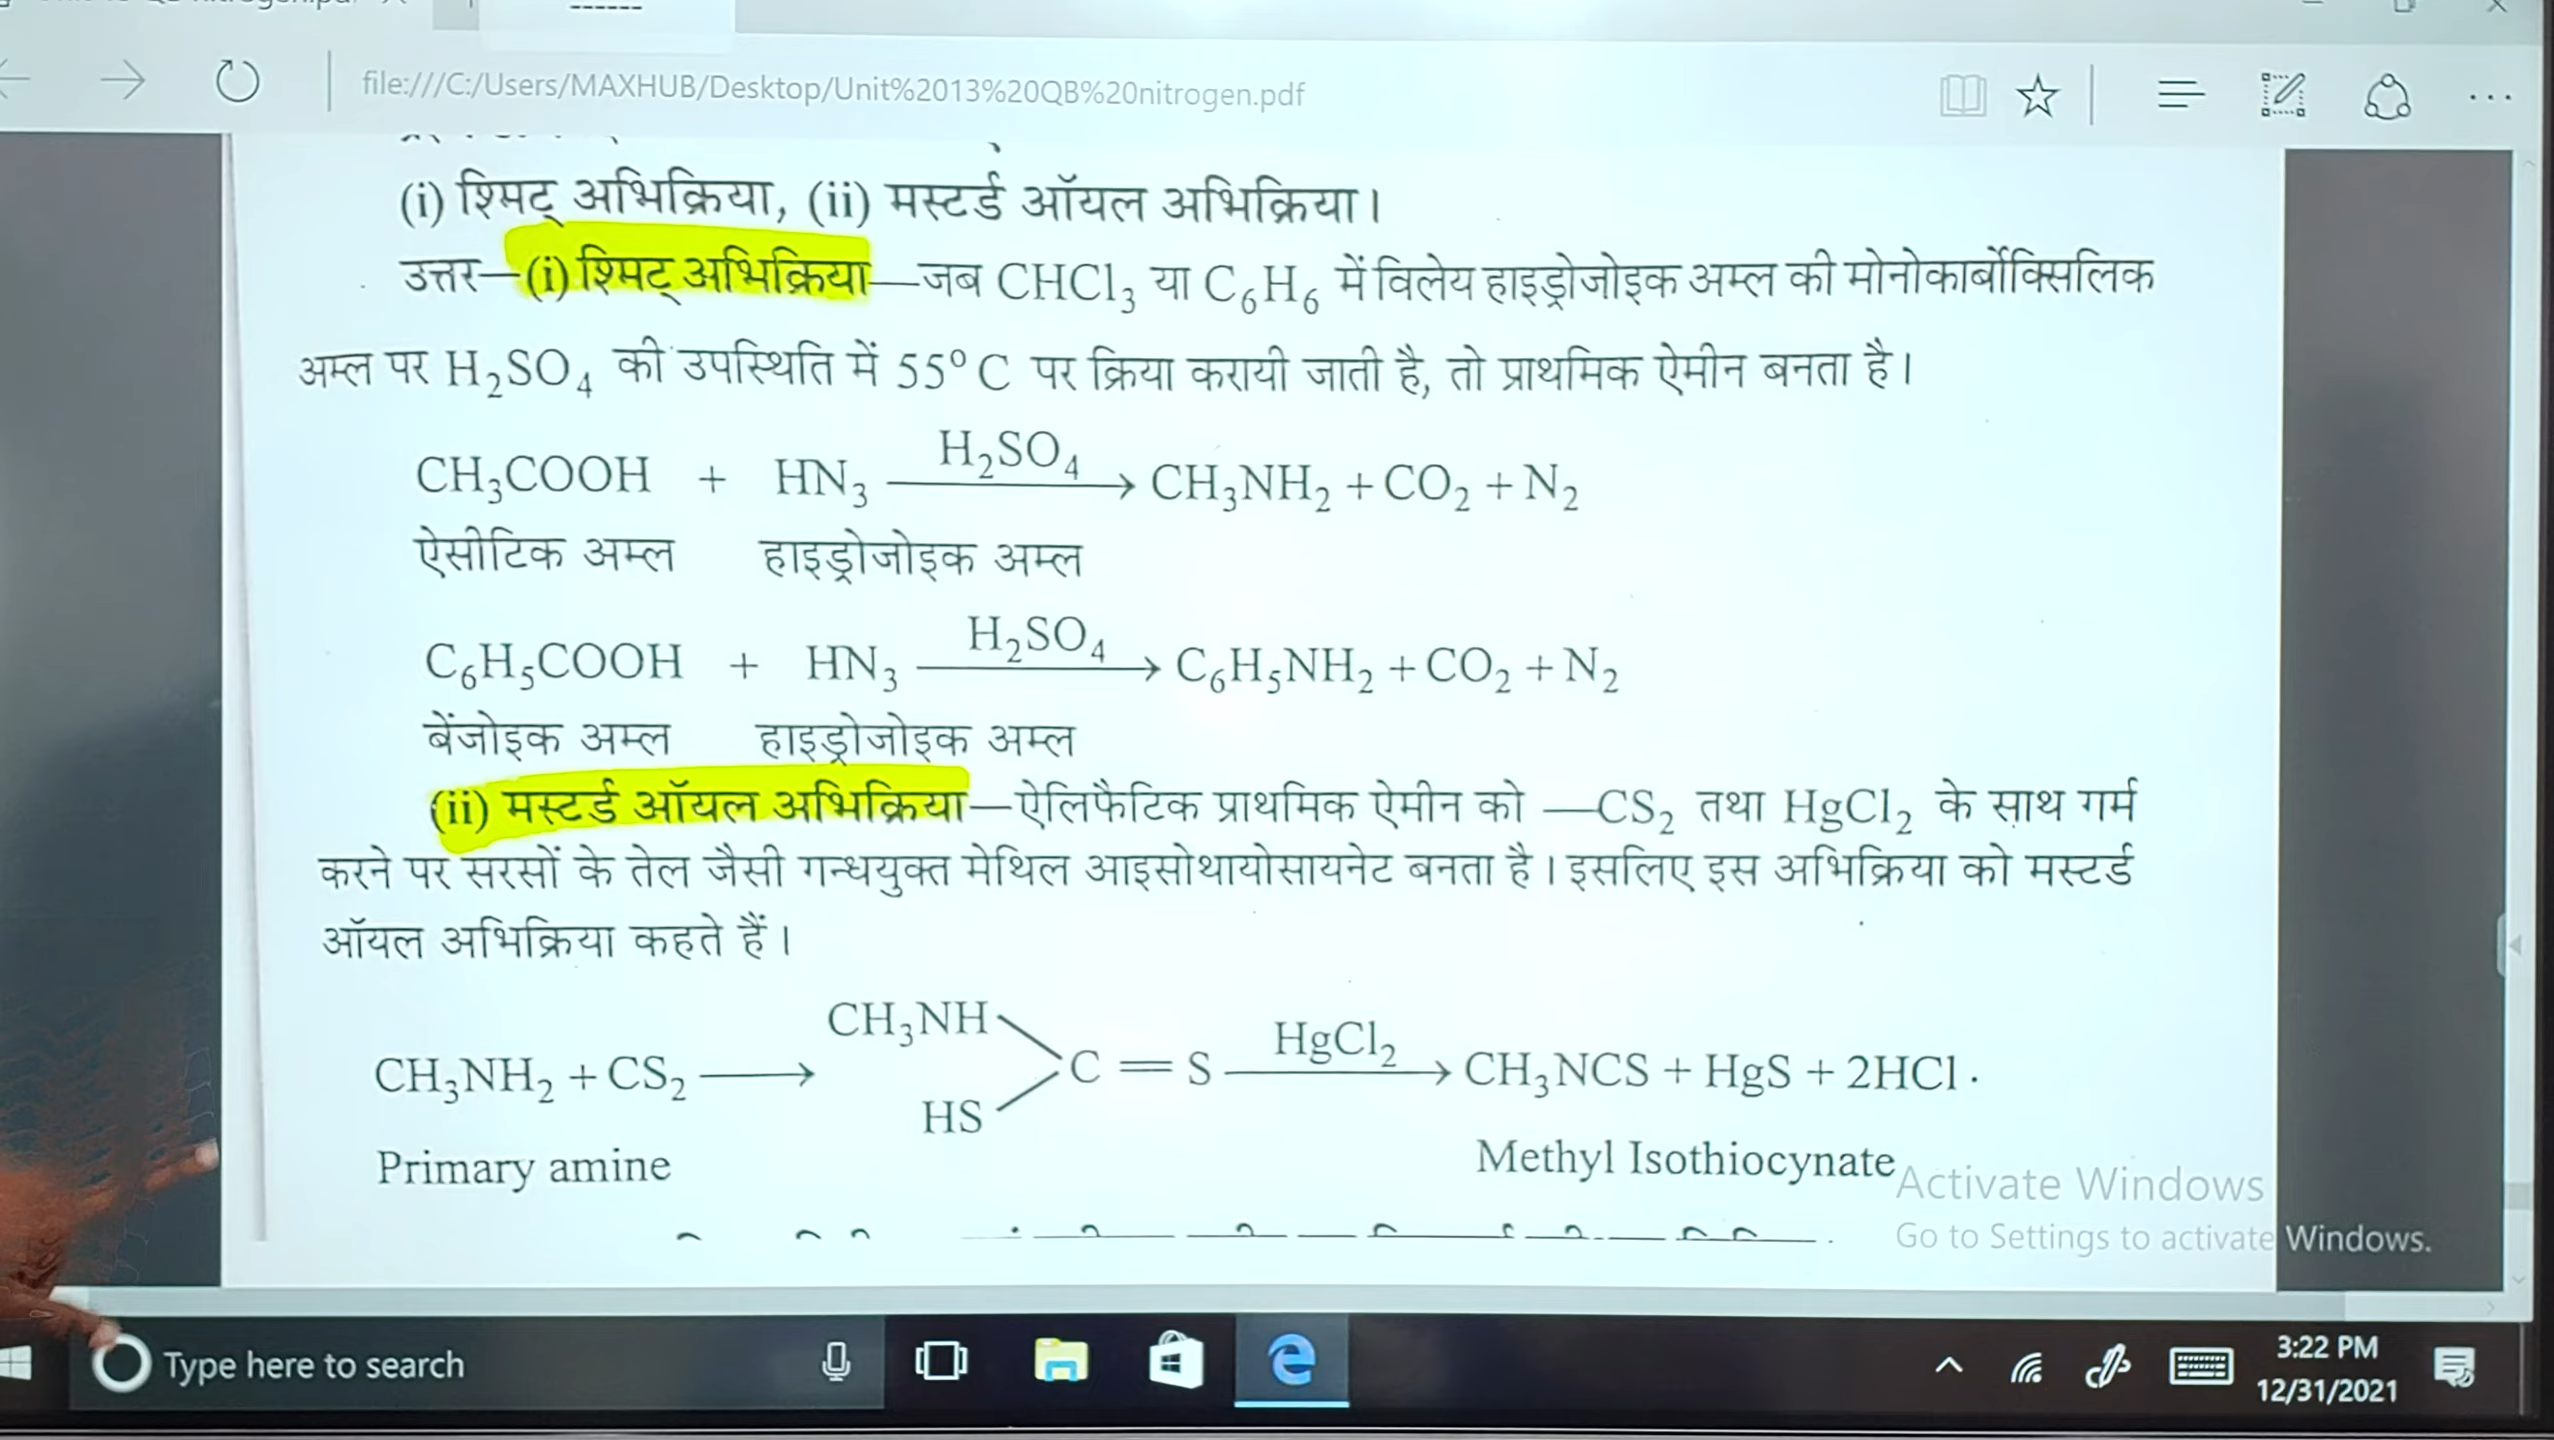 file:///C:/Users/MAXHUB/Desktop/Unit%2013%20QB%20nitrogen.pdf
(i) श्मिट् अभिक्रिया, (ii) मस्टर्ड ऑयल अभिक्रिया।
उत्तर—(i) श्मिट् अभिक्रिया—जब CHCl₃ या C₆H₆ में विलेय हाइड्रोजोइक अम्ल की मोनोकार्बोक्सिलिक
अम्ल पर H₂SO₄ की उपस्थिति में 55° C पर क्रिया करायी जाती है, तो प्राथमिक ऐमीन बनता है।
H₂SO₄
CH₃COOH + HN₃ ⟶ CH₃NH₂ + CO₂ + N₂
ऐसीटिक अम्ल हाइड्रोजोइक अम्ल
H₂SO₄
C₆H₅COOH + HN₃ ⟶ C₆H₅NH₂ + CO₂ + N₂
बेंजोइक अम्ल हाइड्रोजोइक अम्ल
(ii) मस्टर्ड ऑयल अभिक्रिया—ऐलिफैटिक प्राथमिक ऐमीन को —CS₂ तथा HgCl₂ के साथ गर्म
करने पर सरसों के तेल जैसी गन्धयुक्त मेथिल आइसोथायोसायनेट बनता है। इसलिए इस अभिक्रिया को मस्टर्ड
ऑयल अभिक्रिया कहते हैं।
CH₃NH HgCl₂
CH₃NH₂ + CS₂ ⟶ C = S ⟶ CH₃NCS + HgS + 2HCl .
HS
Primary amine Methyl Isothiocynate
Activate Windows
Go to Settings to activate Windows.
Type here to search
3:22 PM
12/31/2021